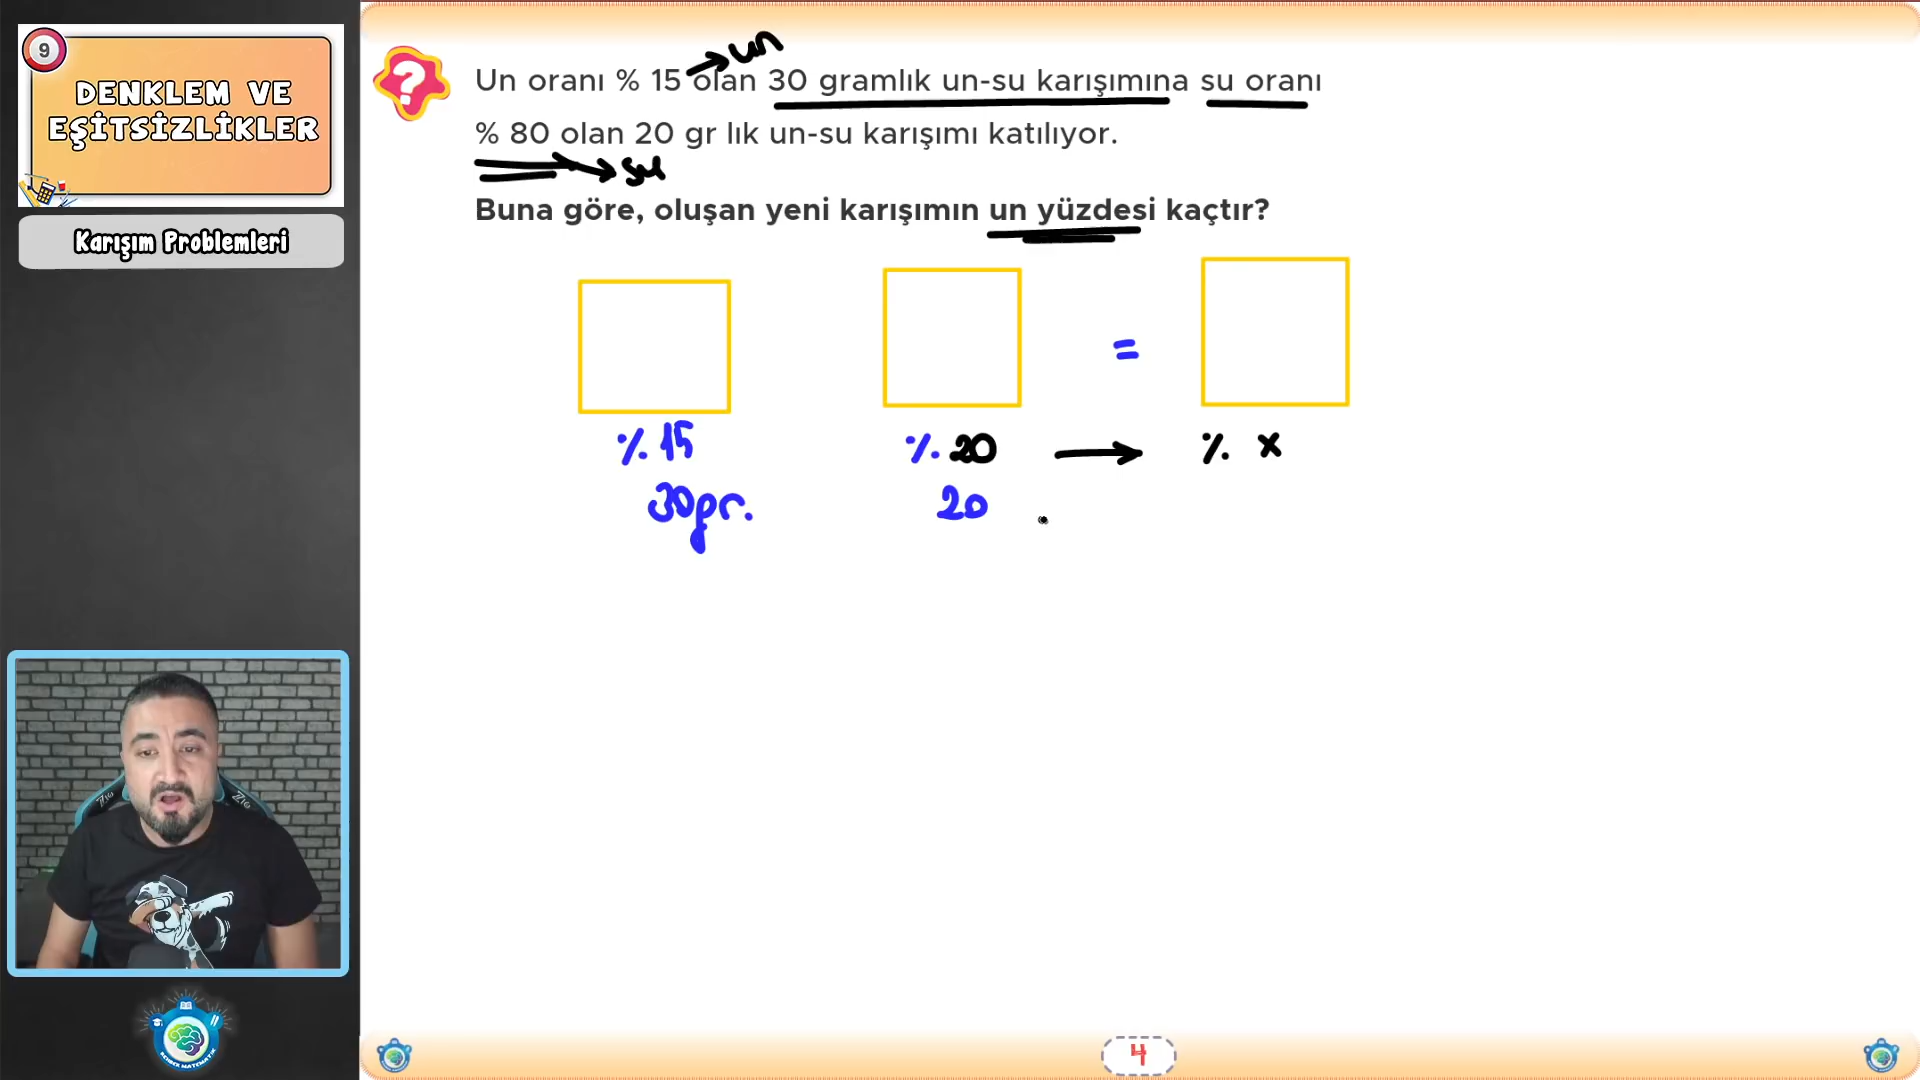 9
DENKLEM VE
EŞİTSİZLİKLER
Karışım Problemleri
un
Un oranı % 15 olan 30 gramlık un-su karışımına su oranı
% 80 olan 20 gr lık un-su karışımı katılıyor.
su
Buna göre, oluşan yeni karışımın un yüzdesi kaçtır?
=
% 15
% 20
% x
30gr.
20
4